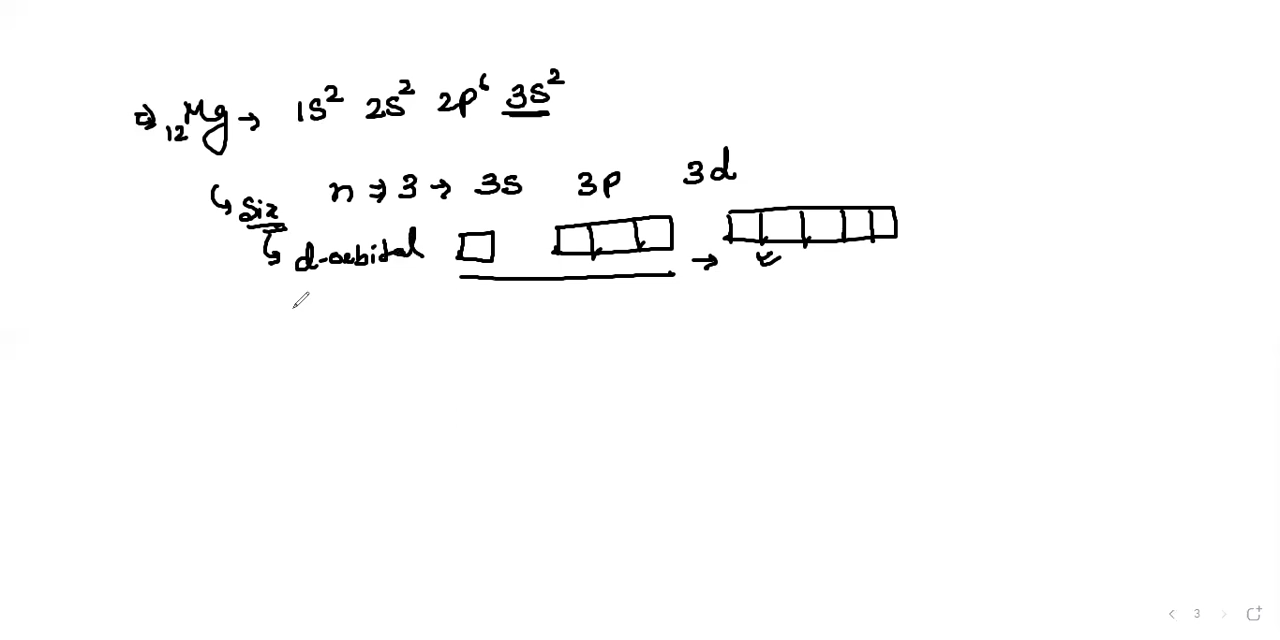 ⇒ ₁₂Mg → 1s² 2s² 2p⁶ 3s²
n ⇒ 3 → 3s 3p 3d
↳ Siz
↳ d-orbital →
3